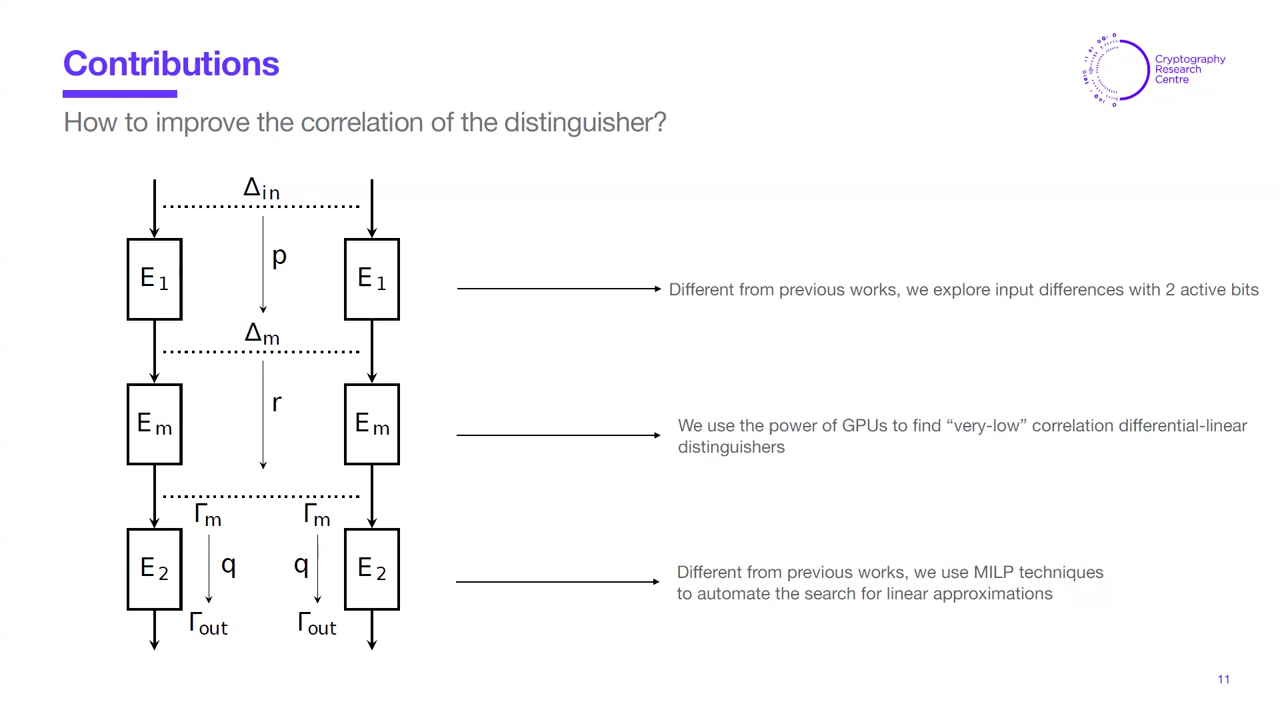 Contributions
Cryptography
Research
Centre
How to improve the correlation of the distinguisher?
Δin
E1
p
E1
Different from previous works, we explore input differences with 2 active bits
Δm
Em
r
Em
We use the power of GPUs to find “very-low” correlation differential-linear
distinguishers
Γm
Γm
E2
q
q
E2
Different from previous works, we use MILP techniques
to automate the search for linear approximations
Γout
Γout
11